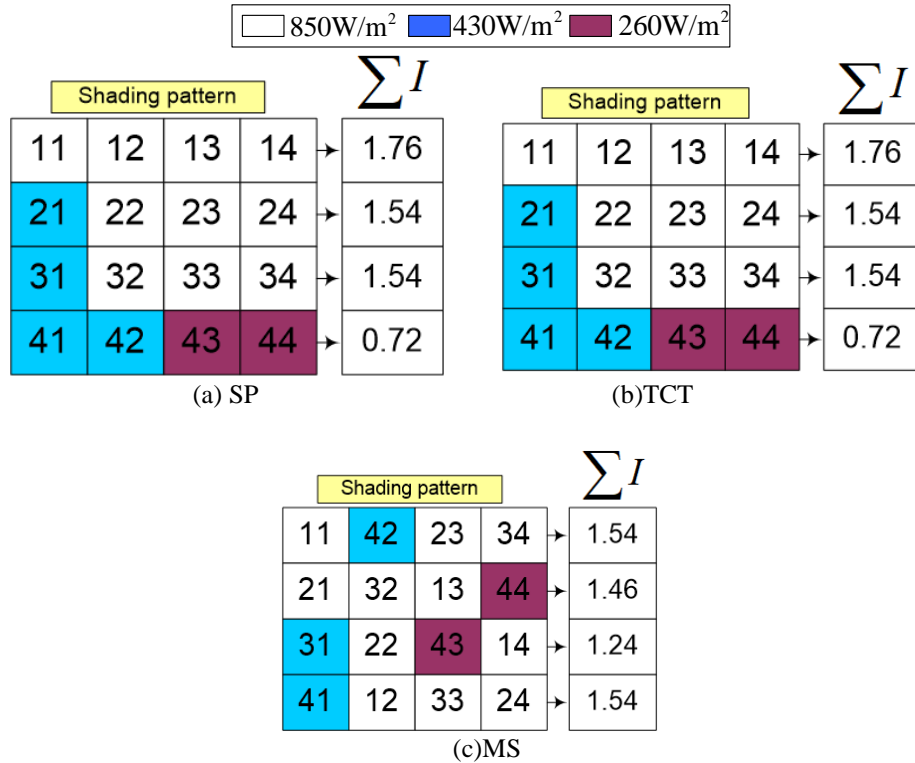 850W/m² 430W/m² 260W/m²
∑ I ∑ I
Shading pattern Shading pattern
11 12 13 14 1.76 11 12 13 14 1.76
21 22 23 24 1.54 21 22 23 24 1.54
31 32 33 34 1.54 31 32 33 34 1.54
41 42 43 44 0.72 41 42 43 44 0.72
(a) SP (b)TCT
∑ I
Shading pattern
11 42 23 34 1.54
21 32 13 44 1.46
31 22 43 14 1.24
41 12 33 24 1.54
(c)MS